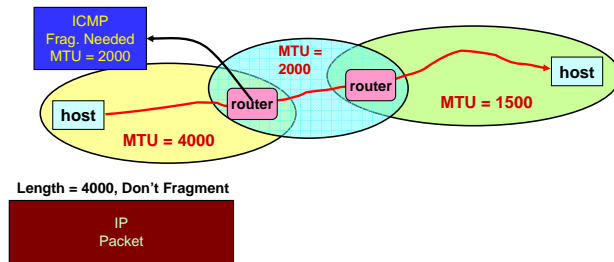 ICMP
Frag. Needed
MTU = 2000
MTU =
2000
router
router
host
host
MTU = 4000
MTU = 1500
Length = 4000, Don't Fragment
IP
Packet